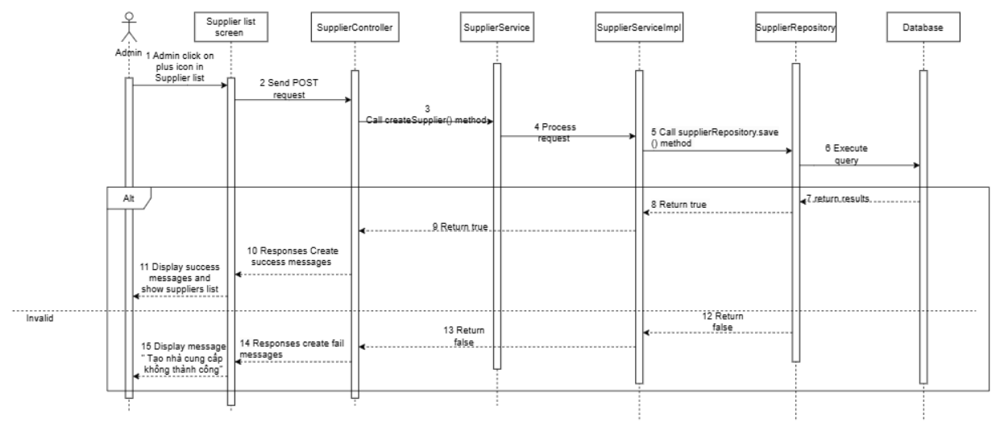 Supplier list
screen
SupplierController
SupplierService
SupplierServiceImpl
SupplierRepository
Database
Admin
1 Admin click on
plus icon in
Supplier list
2 Send POST
request
3
Call createSupplier() method
4 Process
request
5 Call supplierRepository.save
() method
6 Execute
query
Alt
7 return results
8 Return true
9 Return true
10 Responses Create
success messages
11 Display success
messages and
show suppliers list
Invalid
12 Return
false
13 Return
false
14 Responses create fail
messages
15 Display message
" Tạo nhà cung cấp
không thành công"